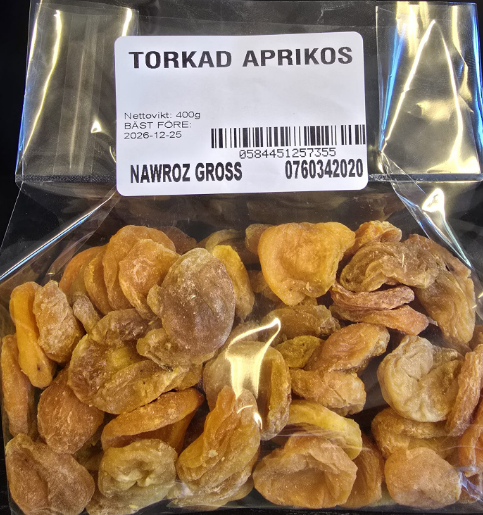 TORKAD APRIKOS
Nettovikt: 400g
BÄST FÖRE:
2026-12-25
0584451257355
NAWROZ GROSS 0760342020